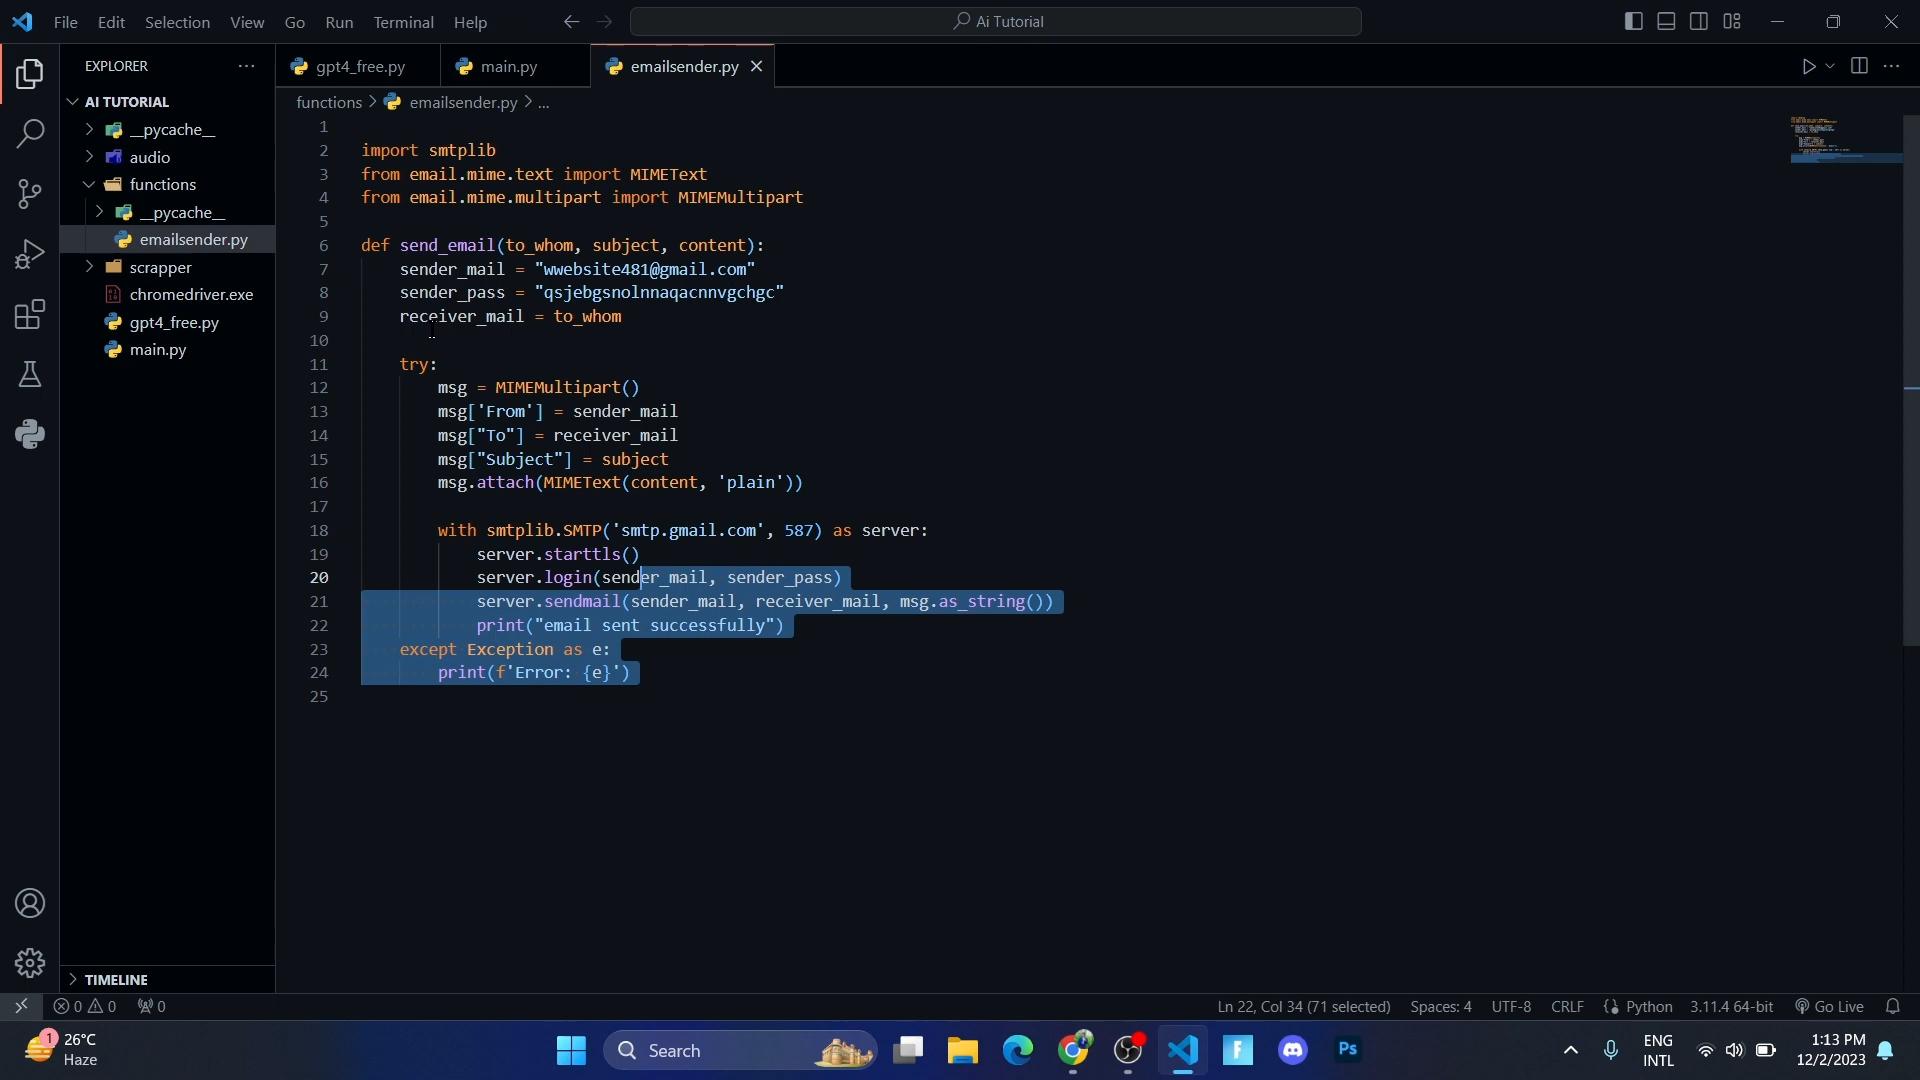 File Edit Selection View Go Run Terminal Help
Ai Tutorial
EXPLORER
gpt4_free.py
main.py
emailsender.py
AI TUTORIAL
functions > emailsender.py > ...
__pycache__
audio
functions
__pycache__
emailsender.py
scrapper
chromedriver.exe
gpt4_free.py
main.py
1
2 import smtplib
3 from email.mime.text import MIMEText
4 from email.mime.multipart import MIMEMultipart
5
6 def send_email(to_whom, subject, content):
7 sender_mail = "wwebsite481@gmail.com"
8 sender_pass = "qsjebgsnolnnaqacnnvgchgc"
9 receiver_mail = to_whom
10
11 try:
12 msg = MIMEMultipart()
13 msg['From'] = sender_mail
14 msg["To"] = receiver_mail
15 msg["Subject"] = subject
16 msg.attach(MIMEText(content, 'plain'))
17
18 with smtplib.SMTP('smtp.gmail.com', 587) as server:
19 server.starttls()
20 server.login(sender_mail, sender_pass)
21 server.sendmail(sender_mail, receiver_mail, msg.as_string())
22 print("email sent successfully")
23 except Exception as e:
24 print(f'Error: {e}')
25
TIMELINE
0 0 0
Ln 22, Col 34 (71 selected) Spaces: 4 UTF-8 CRLF Python 3.11.4 64-bit Go Live
1
26°C
Haze
Search
F
Ps
ENG
INTL
1:13 PM
12/2/2023